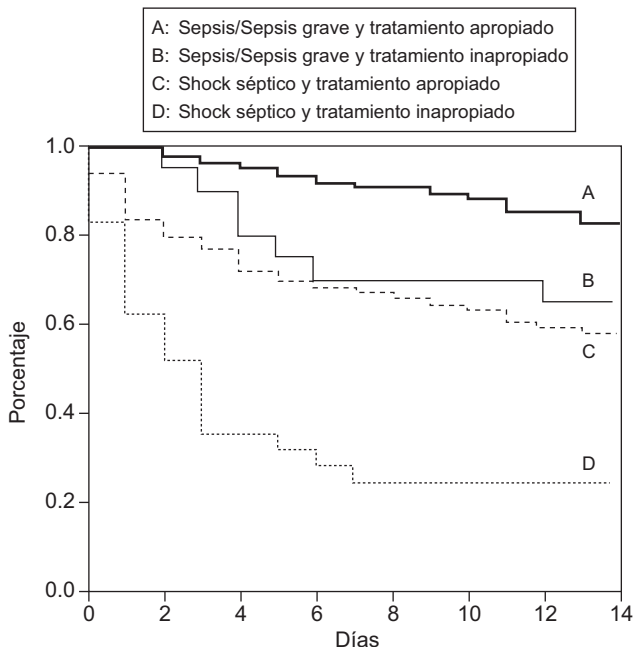 A: Sepsis/Sepsis grave y tratamiento apropiado
B: Sepsis/Sepsis grave y tratamiento inapropiado
C: Shock séptico y tratamiento apropiado
D: Shock séptico y tratamiento inapropiado
1.0
0.8
0.6
0.4
0.2
0.0
Porcentaje
A
B
C
D
0 2 4 6 8 10 12 14
Días